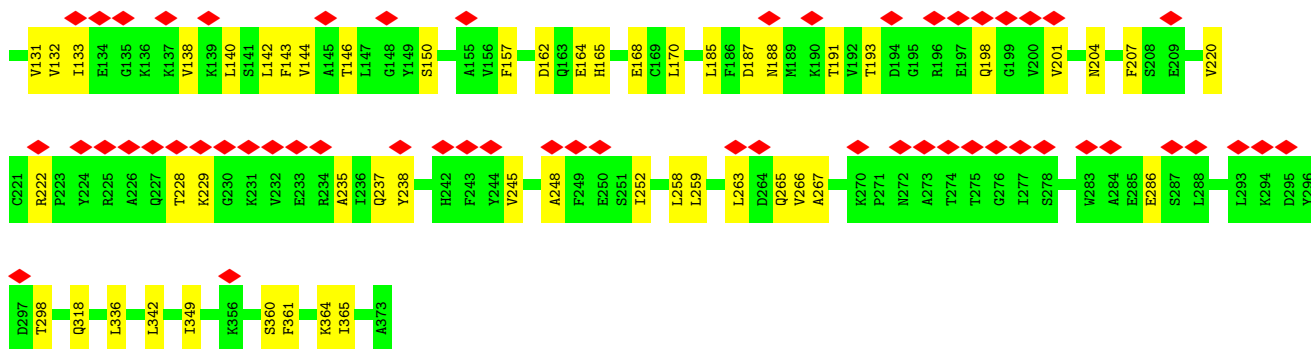 V131 V132 I133 E134 G135 K136 K137 V138 K139 L140 S141 L142 F143 V144 A145 T146 L147 G148 Y149 S150 A155 V156 F157 D162 Q163 E164 H165 E168 C169 L170 L185 F186 D187 N188 M189 K190 T191 V192 T193 D194 G195 R196 E197 Q198 G199 V200 V201 N204 F207 S208 E209 V220
C221 R222 P223 Y224 R225 A226 Q227 T228 K229 G230 K231 V232 E233 R234 A235 I236 Q237 Y238 H242 F243 Y244 V245 A248 F249 E250 S251 I252 L258 L259 L263 D264 Q265 V266 A267 K270 P271 N272 A273 T274 T275 G276 I277 S278 W283 A284 E285 E286 S287 L288 L293 K294 D295 Y296
D297 T298 Q318 L336 L342 I349 K356 S360 F361 K364 I365 A373